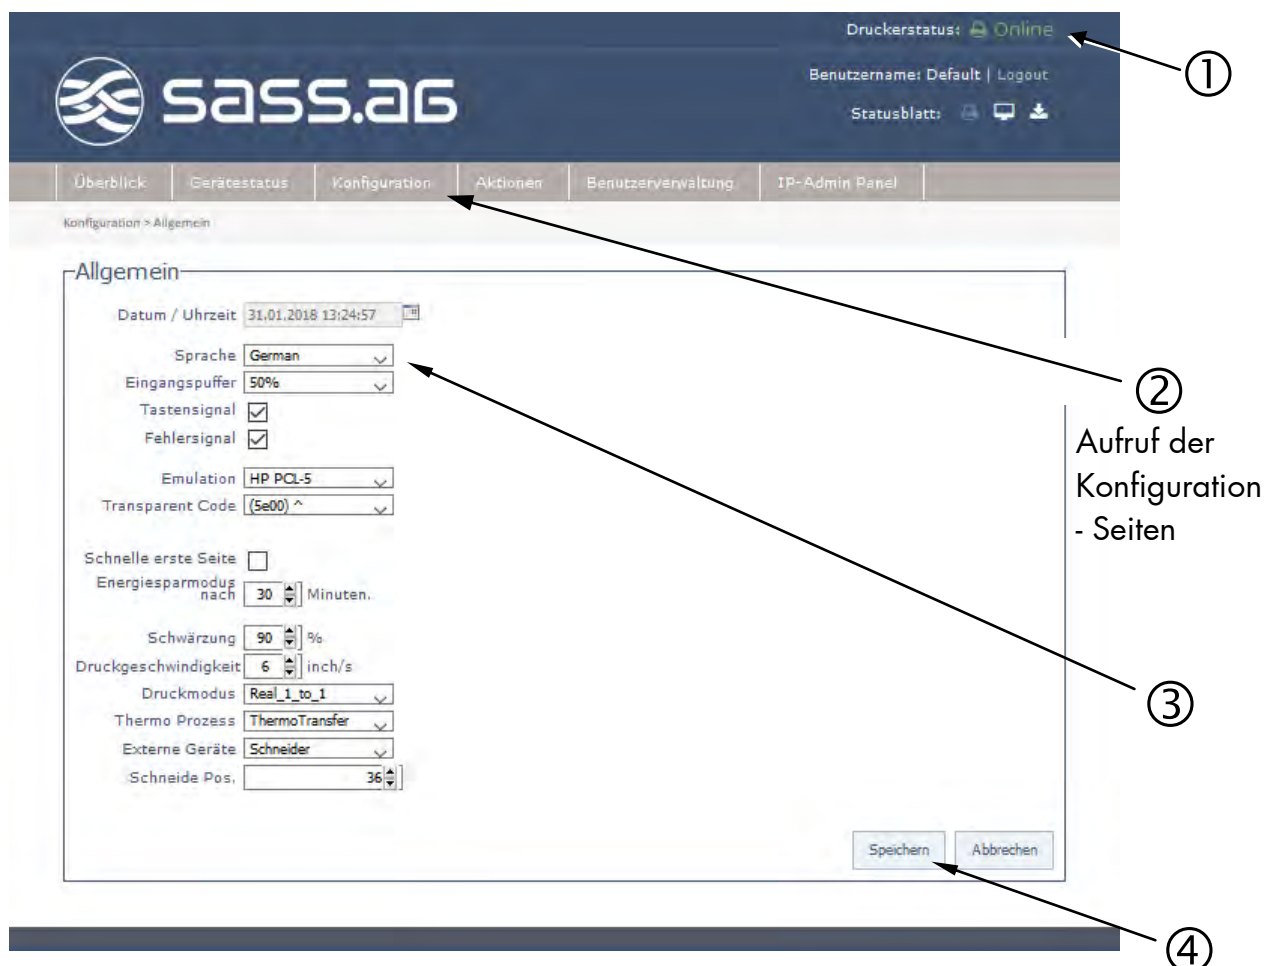 Druckerstatus: Online
①
Benutzername: Default | Logout
sass.ag
Statusblatt:
Überblick Gerätestatus Konfiguration Aktionen Benutzerverwaltung IP-Admin Panel
Konfiguration > Allgemein
Allgemein
Datum / Uhrzeit 31.01.2018 13:24:57
Sprache German
Eingangspuffer 50%
②
Tastensignal
Fehlersignal
Aufruf der
Konfiguration
- Seiten
Emulation HP PCL-5
Transparent Code (5e00) ^
Schnelle erste Seite
Energiesparmodus
nach 30 Minuten.
Schwärzung 90 %
Druckgeschwindigkeit 6 inch/s
Druckmodus Real_1_to_1
③
Thermo Prozess ThermoTransfer
Externe Geräte Schneider
Schneide Pos. 36
Speichern Abbrechen
④